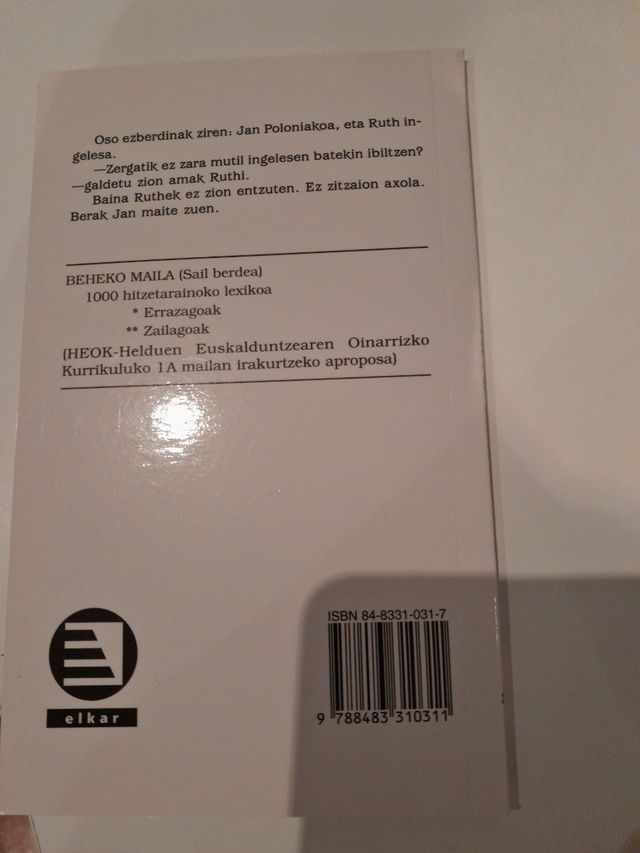 Oso ezberdinak ziren: Jan Poloniakoa, eta Ruth in-
gelesa.
—Zergatik ez zara mutil ingelesen batekin ibiltzen?
—galdetu zion amak Ruthi.
Baina Ruthek ez zion entzuten. Ez zitzaion axola.
Berak Jan maite zuen.
BEHEKO MAILA (Sail berdea)
1000 hitzetarainoko lexikoa
* Errazagoak
** Zailagoak
(HEOK-Helduen Euskalduntzearen Oinarrizko
Kurrikuluko 1A mailan irakurtzeko aproposa)
ISBN 84-8331-031-7
9 788483 310311
elkar